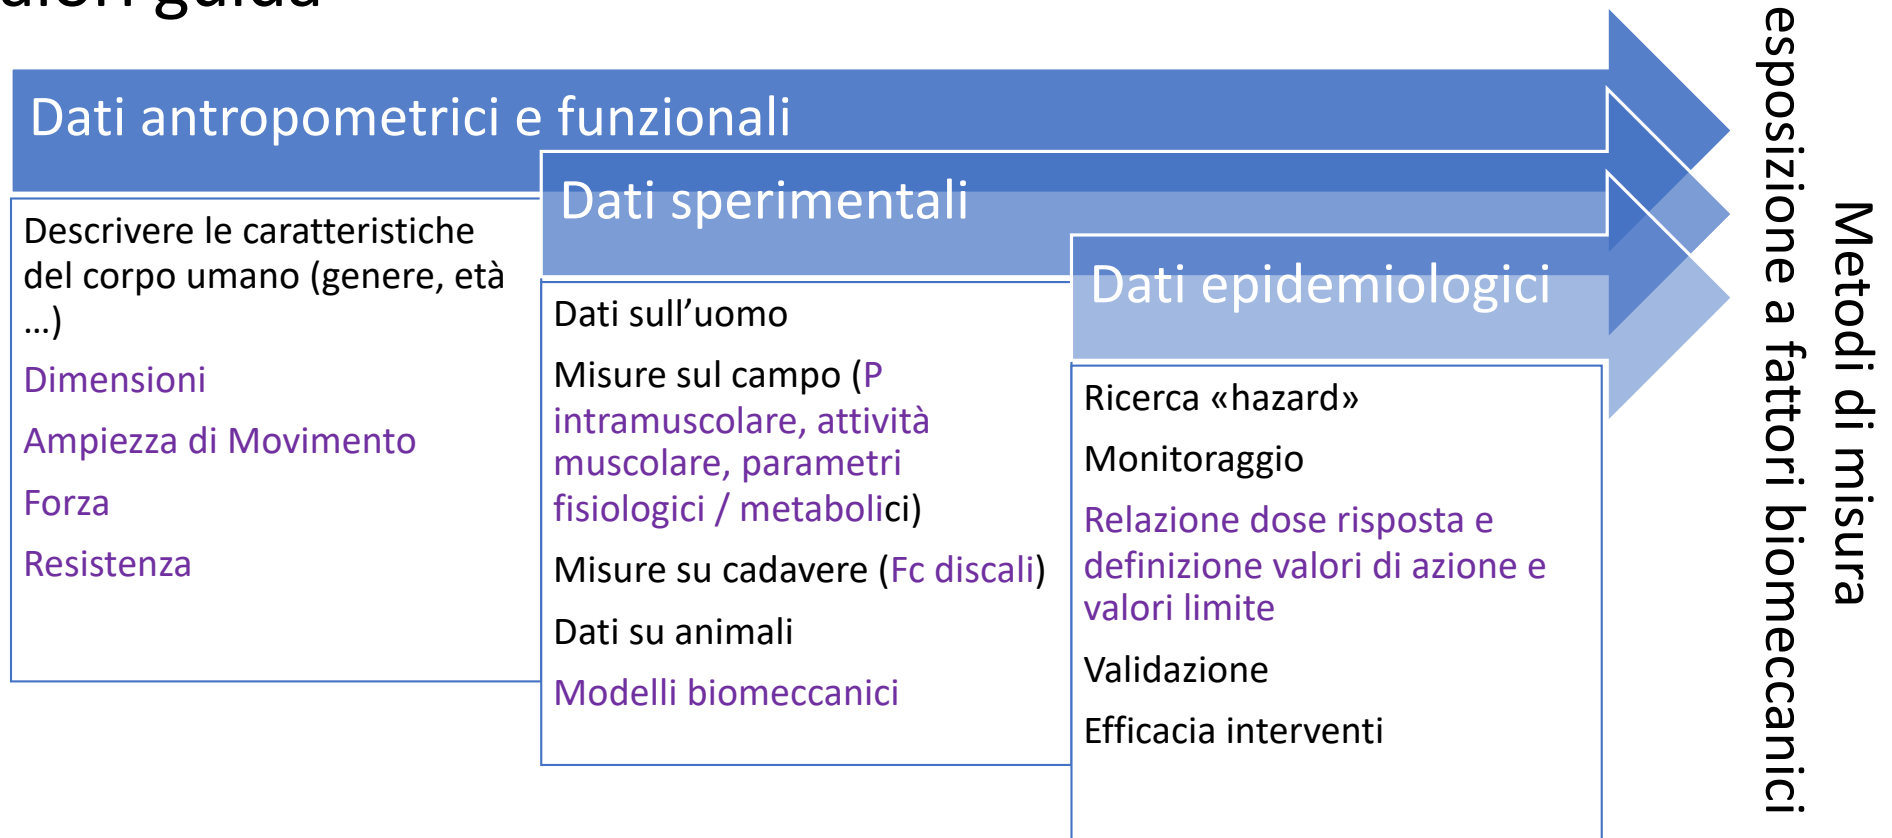 guida
Dati antropometrici e funzionali
Descrivere le caratteristiche
del corpo umano (genere, età
…)
Dimensioni
Ampiezza di Movimento
Forza
Resistenza
Dati sperimentali
Dati sull’uomo
Misure sul campo (P
intramuscolare, attività
muscolare, parametri
fisiologici / metabolici)
Misure su cadavere (Fc discali)
Dati su animali
Modelli biomeccanici
Dati epidemiologici
Ricerca «hazard»
Monitoraggio
Relazione dose risposta e
definizione valori di azione e
valori limite
Validazione
Efficacia interventi
Metodi di misura
esposizione a fattori biomeccanici